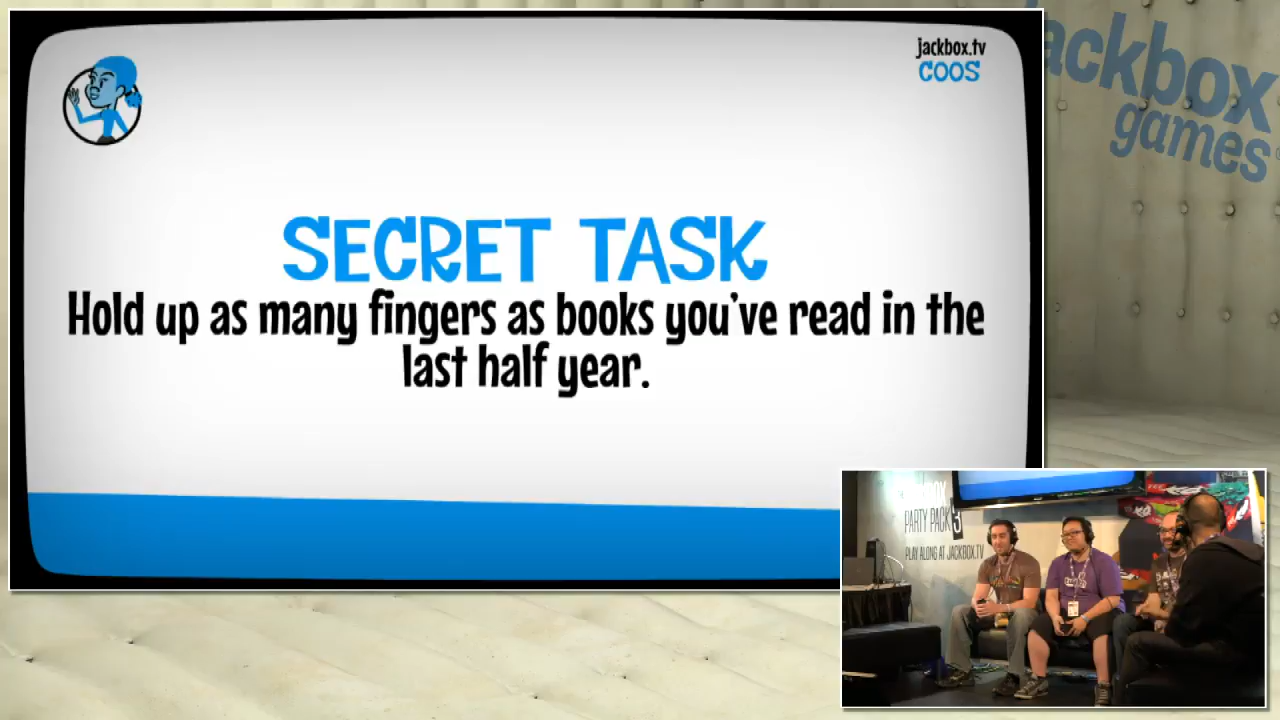 jackbox.tv
COOS
jackbox
games
SECRET TASK
Hold up as many fingers as books you've read in the
last half year.
PARTY PACK 3
PLAY ALONG AT JACKBOX.TV